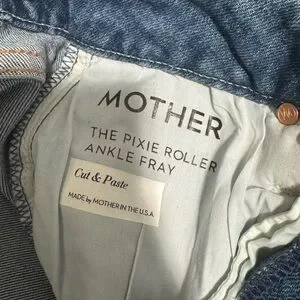 MOTHER
THE PIXIE ROLLER
ANKLE FRAY
Cut & Paste
MADE by MOTHER IN THE U.S.A.